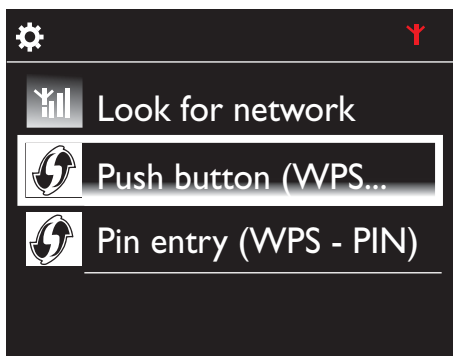 Look for network
Push button (WPS...
Pin entry (WPS - PIN)